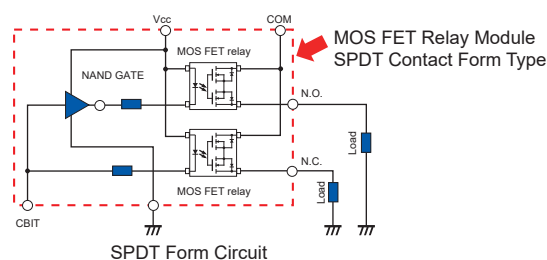 Vcc
COM
MOS FET Relay Module
SPDT Contact Form Type
MOS FET relay
NAND GATE
N.O.
Load
N.C.
Load
MOS FET relay
CBIT
SPDT Form Circuit